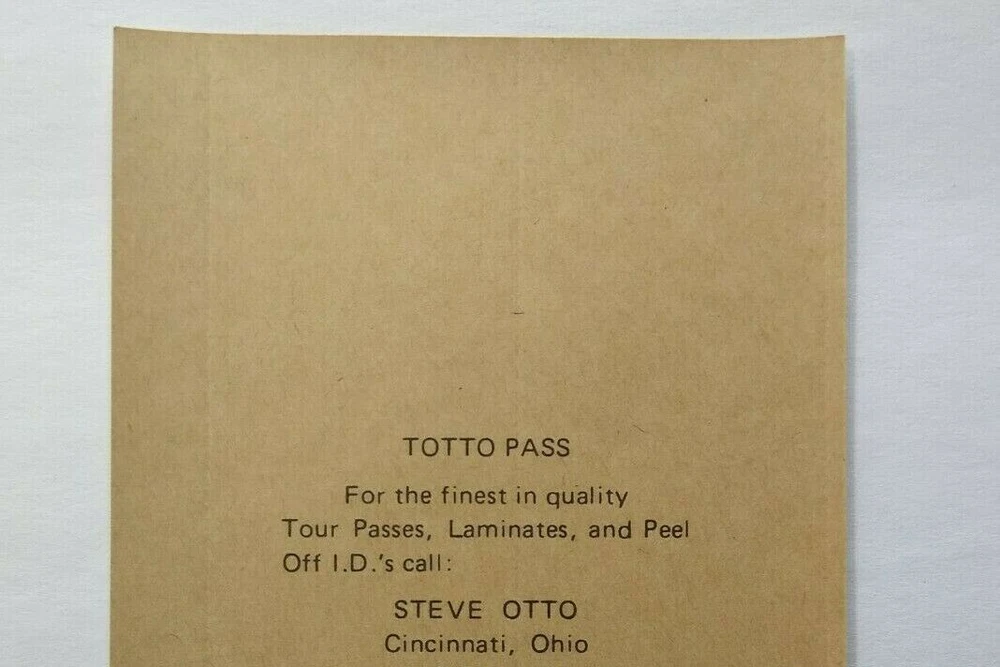 TOTTO PASS
For the finest in quality
Tour Passes, Laminates, and Peel
Off I.D.'s call:
STEVE OTTO
Cincinnati, Ohio